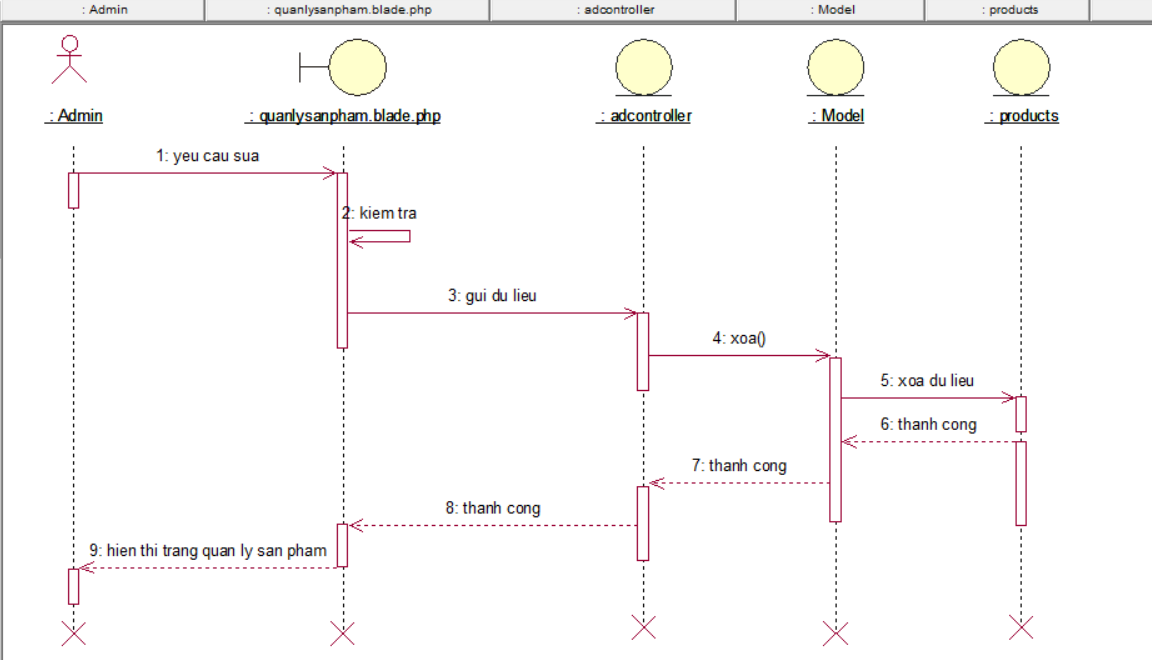 : Admin
: quanlysanpham.blade.php
: adcontroller
: Model
: products
: Admin
: quanlysanpham.blade.php
: adcontroller
: Model
: products
1: yeu cau sua
2: kiem tra
3: gui du lieu
4: xoa()
5: xoa du lieu
6: thanh cong
7: thanh cong
8: thanh cong
9: hien thi trang quan ly san pham